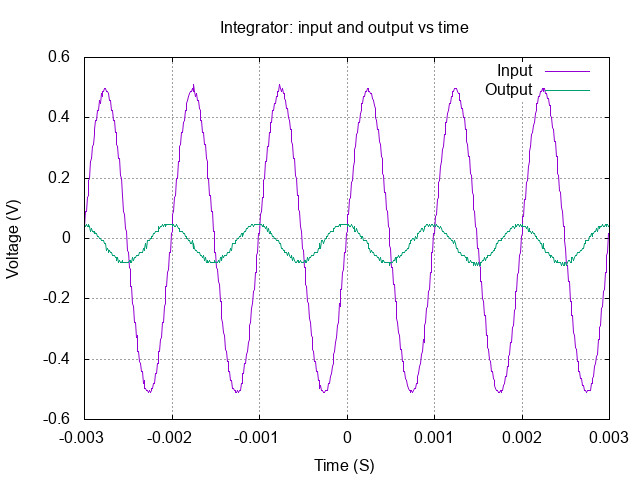 Integrator: input and output vs time
Input
Output
0.6
0.4
0.2
0
-0.2
-0.4
-0.6
Voltage (V)
-0.003 -0.002 -0.001 0 0.001 0.002 0.003
Time (S)